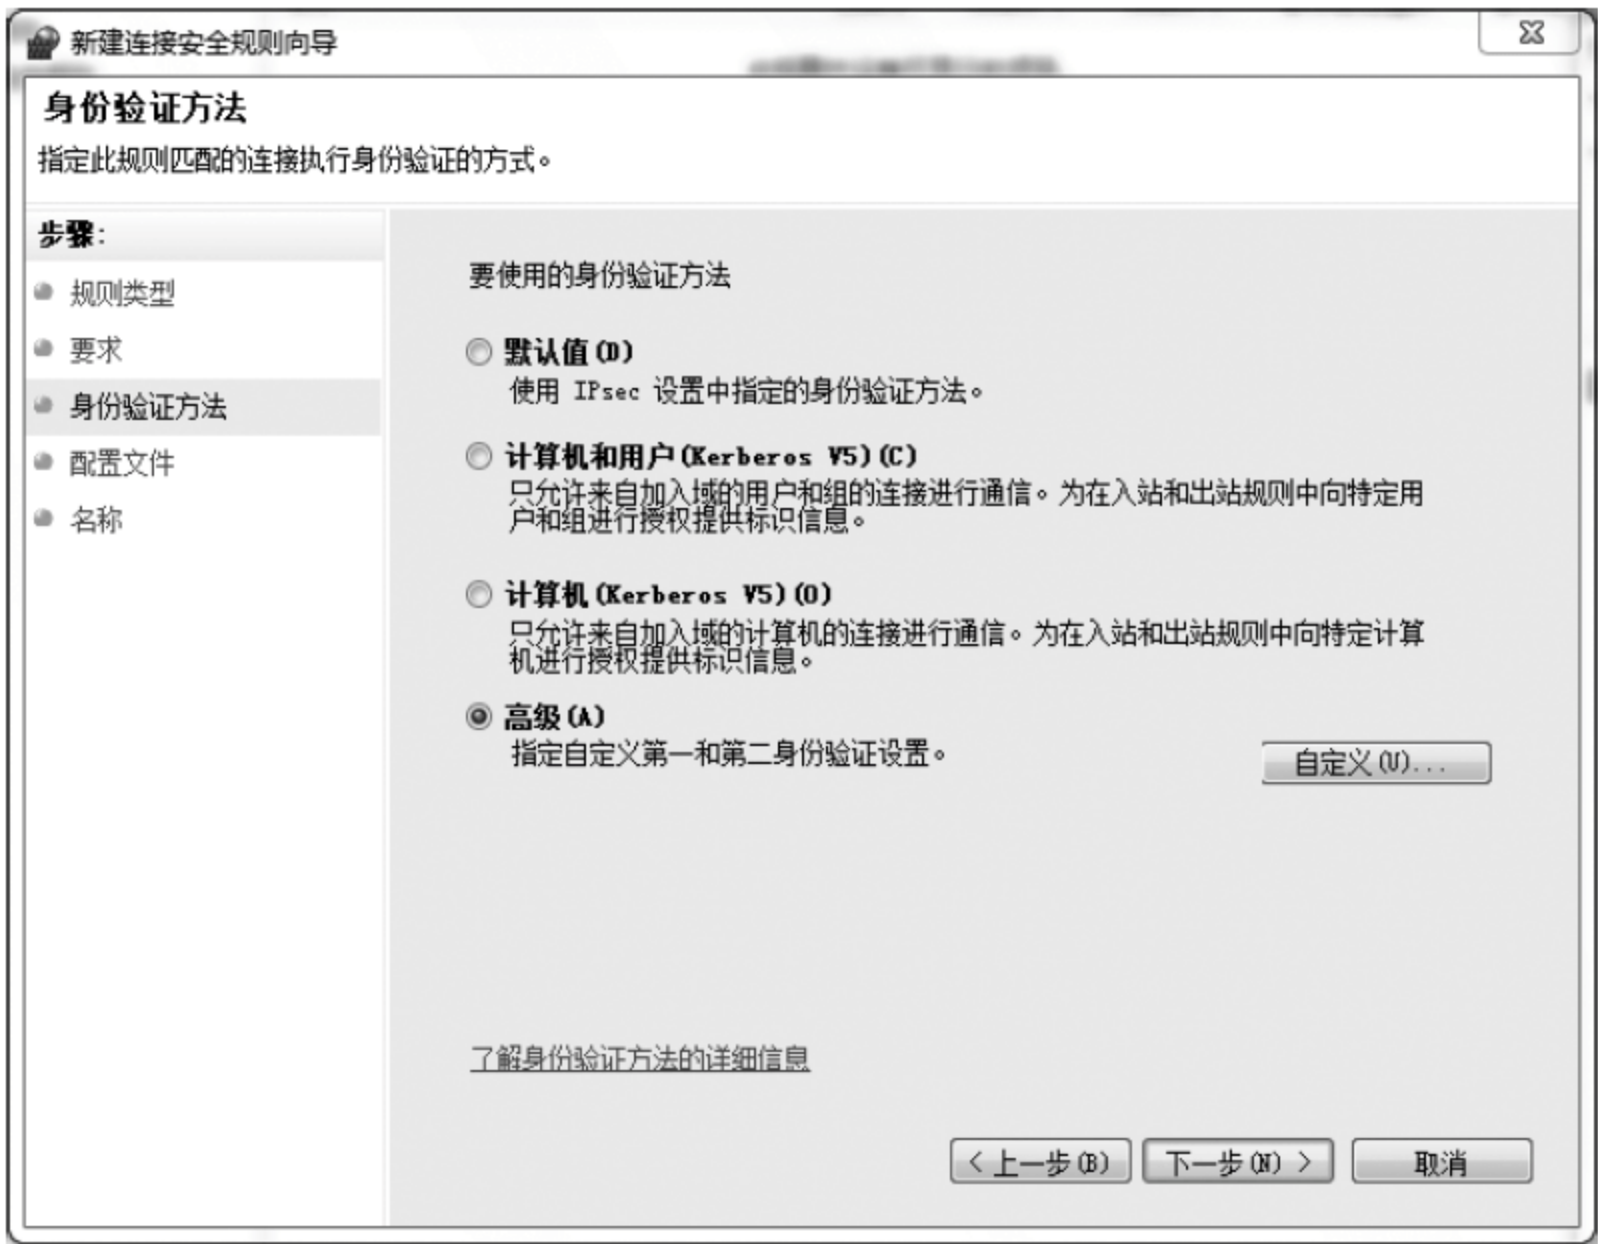 新建连接安全规则向导
身份验证方法
指定此规则匹配的连接执行身份验证的方式。
步骤:
规则类型
要求
身份验证方法
配置文件
名称
要使用的身份验证方法
默认值(D)
使用 IPsec 设置中指定的身份验证方法。
计算机和用户(Kerberos V5)(C)
只允许来自加入域的用户和组的连接进行通信。为在入站和出站规则中向特定用
户和组进行授权提供标识信息。
计算机(Kerberos V5)(O)
只允许来自加入域的计算机的连接进行通信。为在入站和出站规则中向特定计算
机进行授权提供标识信息。
高级(A)
指定自定义第一和第二身份验证设置。
自定义(U)...
了解身份验证方法的详细信息
< 上一步(B)
下一步(N) >
取消